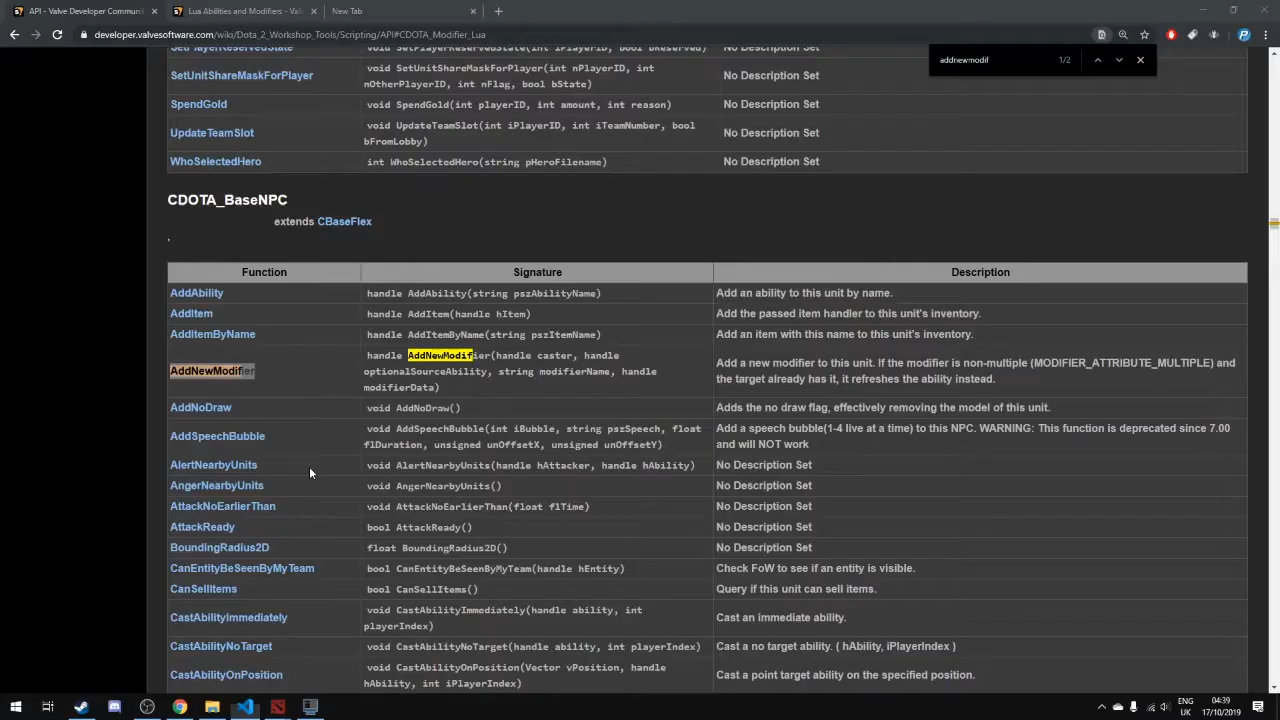 API - Valve Developer Communi
Lua Abilities and Modifiers - Valv
New Tab
developer.valvesoftware.com/wiki/Dota_2_Workshop_Tools/Scripting/API#CDOTA_Modifier_Lua
addnewmodif 1/2
SetPlayerReservedState void SetPlayerReservedState(int iPlayerID, bool bReserved) No Description Set
SetUnitShareMaskForPlayer void SetUnitShareMaskForPlayer(int nPlayerID, int
nOtherPlayerID, int nFlag, bool bState) No Description Set
SpendGold void SpendGold(int playerID, int amount, int reason) No Description Set
UpdateTeamSlot void UpdateTeamSlot(int iPlayerID, int iTeamNumber, bool
bFromLobby) No Description Set
WhoSelectedHero int WhoSelectedHero(string pHeroFilename) No Description Set
CDOTA_BaseNPC
extends CBaseFlex
.
Function Signature Description
AddAbility handle AddAbility(string pszAbilityName) Add an ability to this unit by name.
AddItem handle AddItem(handle hItem) Add the passed item handler to this unit's inventory.
AddItemByName handle AddItemByName(string pszItemName) Add an item with this name to this unit's inventory.
AddNewModifier handle AddNewModifier(handle caster, handle
optionalSourceAbility, string modifierName, handle
modifierData) Add a new modifier to this unit. If the modifier is non-multiple (MODIFIER_ATTRIBUTE_MULTIPLE) and
the target already has it, it refreshes the ability instead.
AddNoDraw void AddNoDraw() Adds the no draw flag, effectively removing the model of this unit.
AddSpeechBubble void AddSpeechBubble(int iBubble, string pszSpeech, float
flDuration, unsigned unOffsetX, unsigned unOffsetY) Add a speech bubble(1-4 live at a time) to this NPC. WARNING: This function is deprecated since 7.00
and will NOT work
AlertNearbyUnits void AlertNearbyUnits(handle hAttacker, handle hAbility) No Description Set
AngerNearbyUnits void AngerNearbyUnits() No Description Set
AttackNoEarlierThan void AttackNoEarlierThan(float flTime) No Description Set
AttackReady bool AttackReady() No Description Set
BoundingRadius2D float BoundingRadius2D() No Description Set
CanEntityBeSeenByMyTeam bool CanEntityBeSeenByMyTeam(handle hEntity) Check FoW to see if an entity is visible.
CanSellItems bool CanSellItems() Query if this unit can sell items.
CastAbilityImmediately void CastAbilityImmediately(handle ability, int
playerIndex) Cast an immediate ability.
CastAbilityNoTarget void CastAbilityNoTarget(handle ability, int playerIndex) Cast a no target ability. ( hAbility, iPlayerIndex )
CastAbilityOnPosition void CastAbilityOnPosition(Vector vPosition, handle
hAbility, int iPlayerIndex) Cast a point target ability on the specified position.
ENG
UK
04:39
17/10/2019